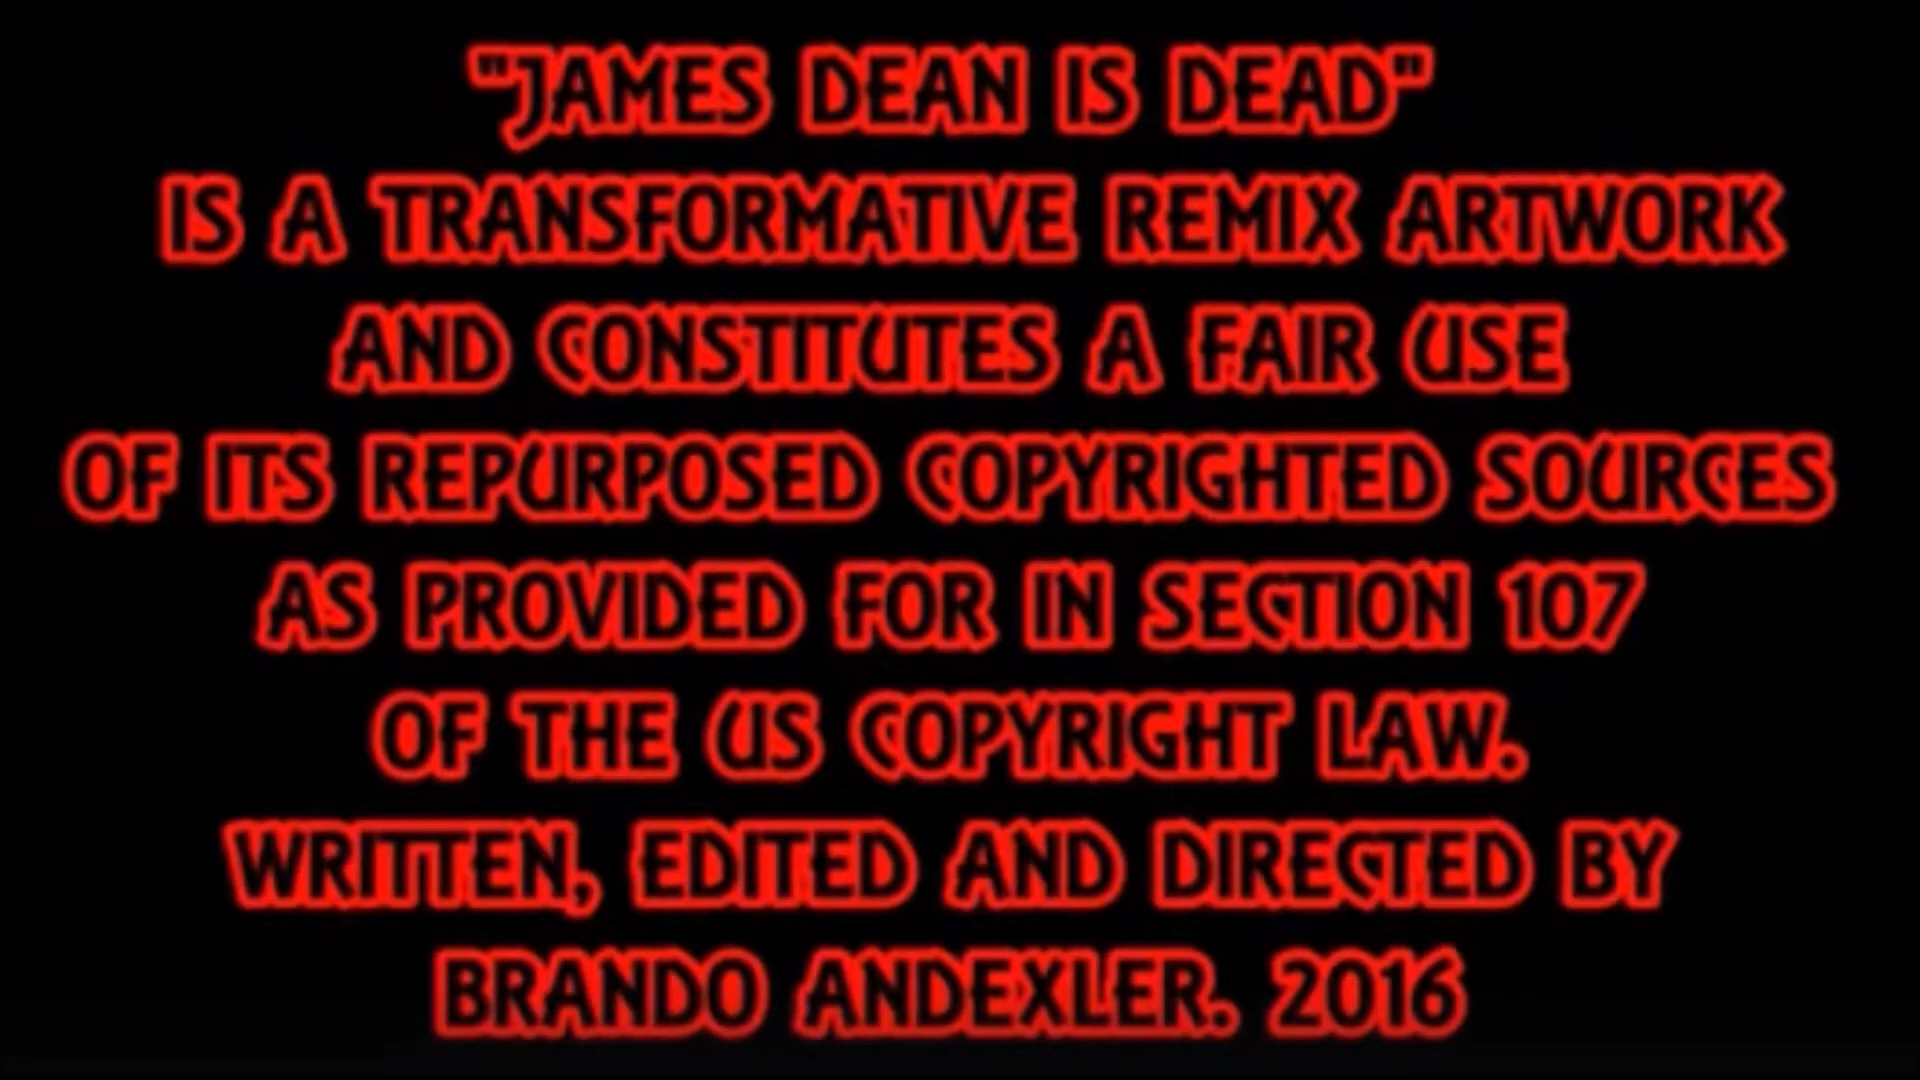 "JAMES DEAN IS DEAD"
IS A TRANSFORMATIVE REMIX ARTWORK
AND CONSTITUTES A FAIR USE
OF ITS REPURPOSED COPYRIGHTED SOURCES
AS PROVIDED FOR IN SECTION 107
OF THE US COPYRIGHT LAW.
WRITTEN, EDITED AND DIRECTED BY
BRANDO ANDEXLER. 2016